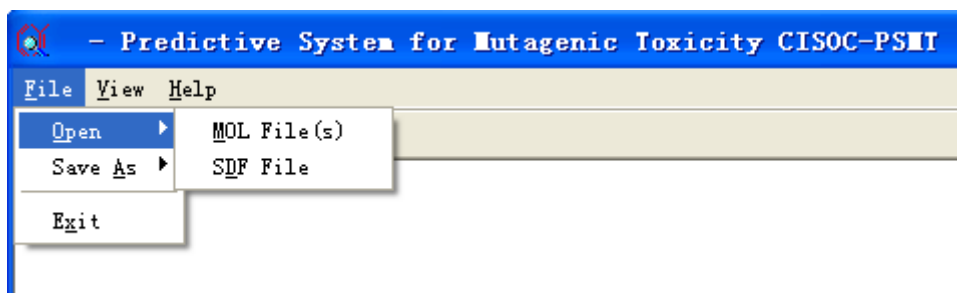 - Predictive System for Mutagenic Toxicity CISOC-PSMT
File View Help
Open MOL File(s)
Save As SDF File
Exit